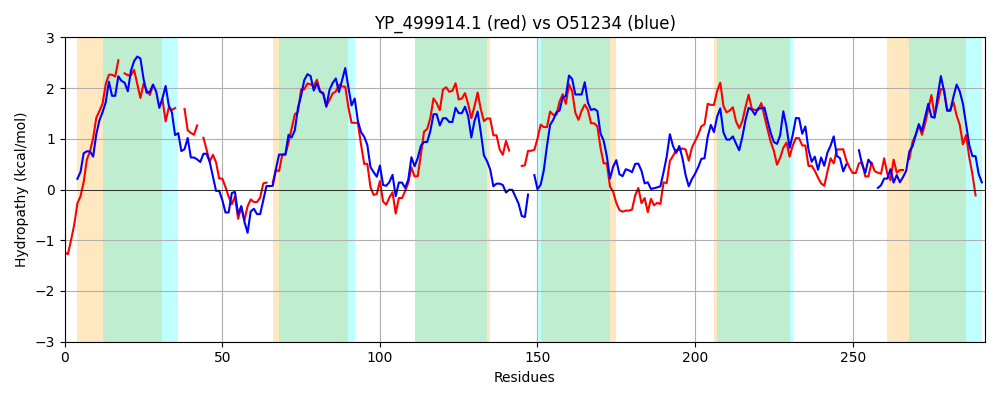 YP_499914.1 (red) vs O51234 (blue)
Hydropathy (kcal/mol)
3
2
1
0
−1
−2
−3
0 50 100 150 200 250
Residues